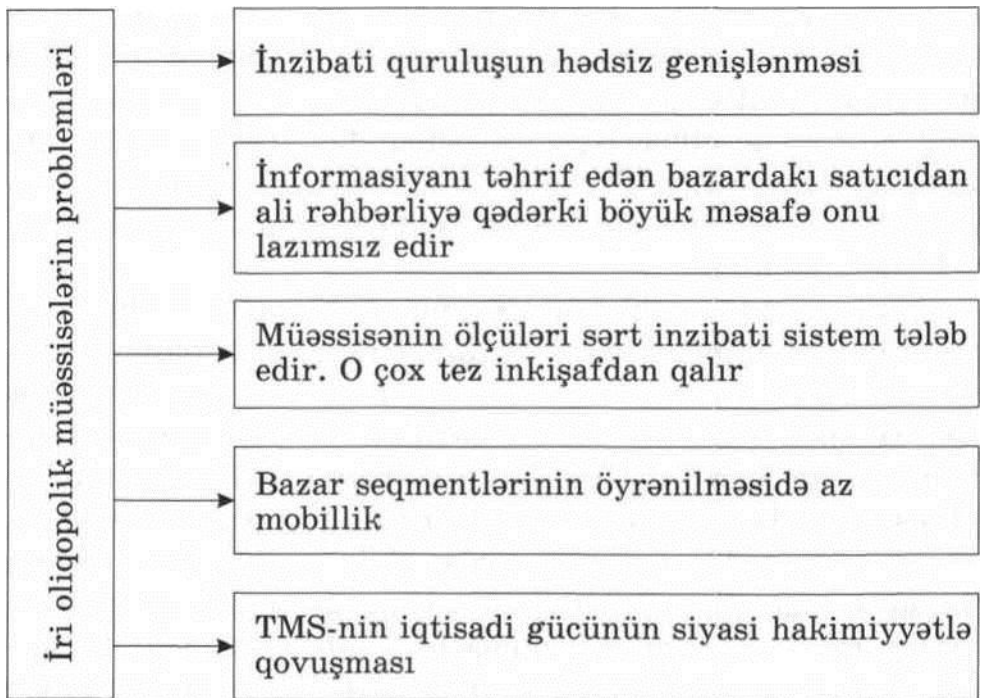 İri oliqopolik müəssisələrin problemləri
İnzibati quruluşun hədsiz genişlənməsi
İnformasiyanı təhrif edən bazardakı satıcıdan
ali rəhbərliyə qədərki böyük məsafə onu
lazımsız edir
Müəssisənin ölçüləri sərt inzibati sistem tələb
edir. O çox tez inkişafdan qalır
Bazar seqmentlərinin öyrənilməsidə az
mobillik
TMS-nin iqtisadi gücünün siyasi hakimiyyətlə
qovuşması